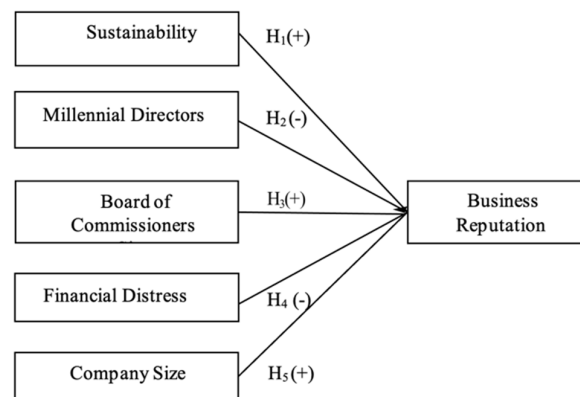 Sustainability
H₁(+)
Millennial Directors
H₂(-)
Board of
Commissioners
H₃(+)
Business
Reputation
Financial Distress
H₄ (-)
Company Size
H₅(+)